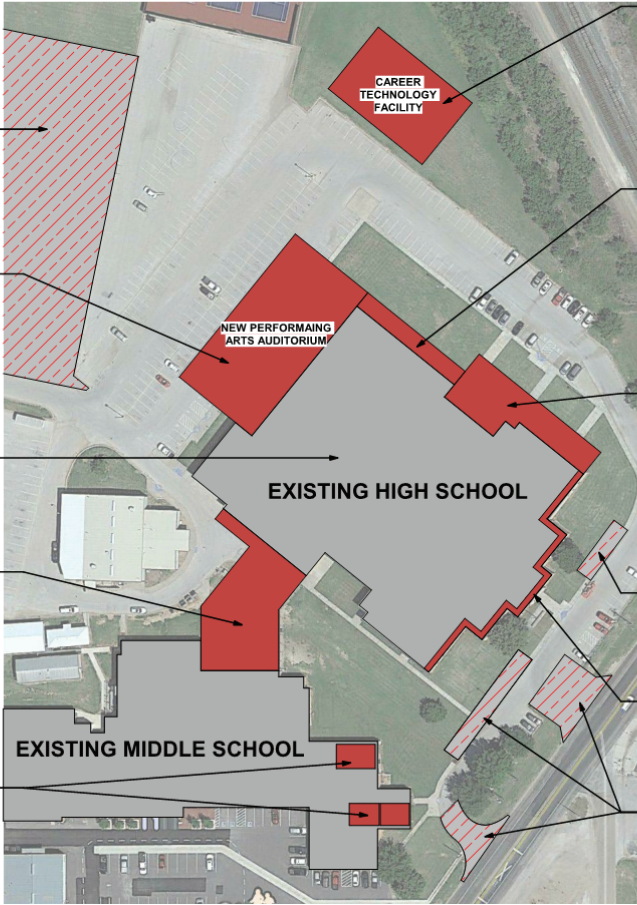 CAREER
TECHNOLOGY
FACILITY
NEW PERFORMAING
ARTS AUDITORIUM
EXISTING HIGH SCHOOL
EXISTING MIDDLE SCHOOL